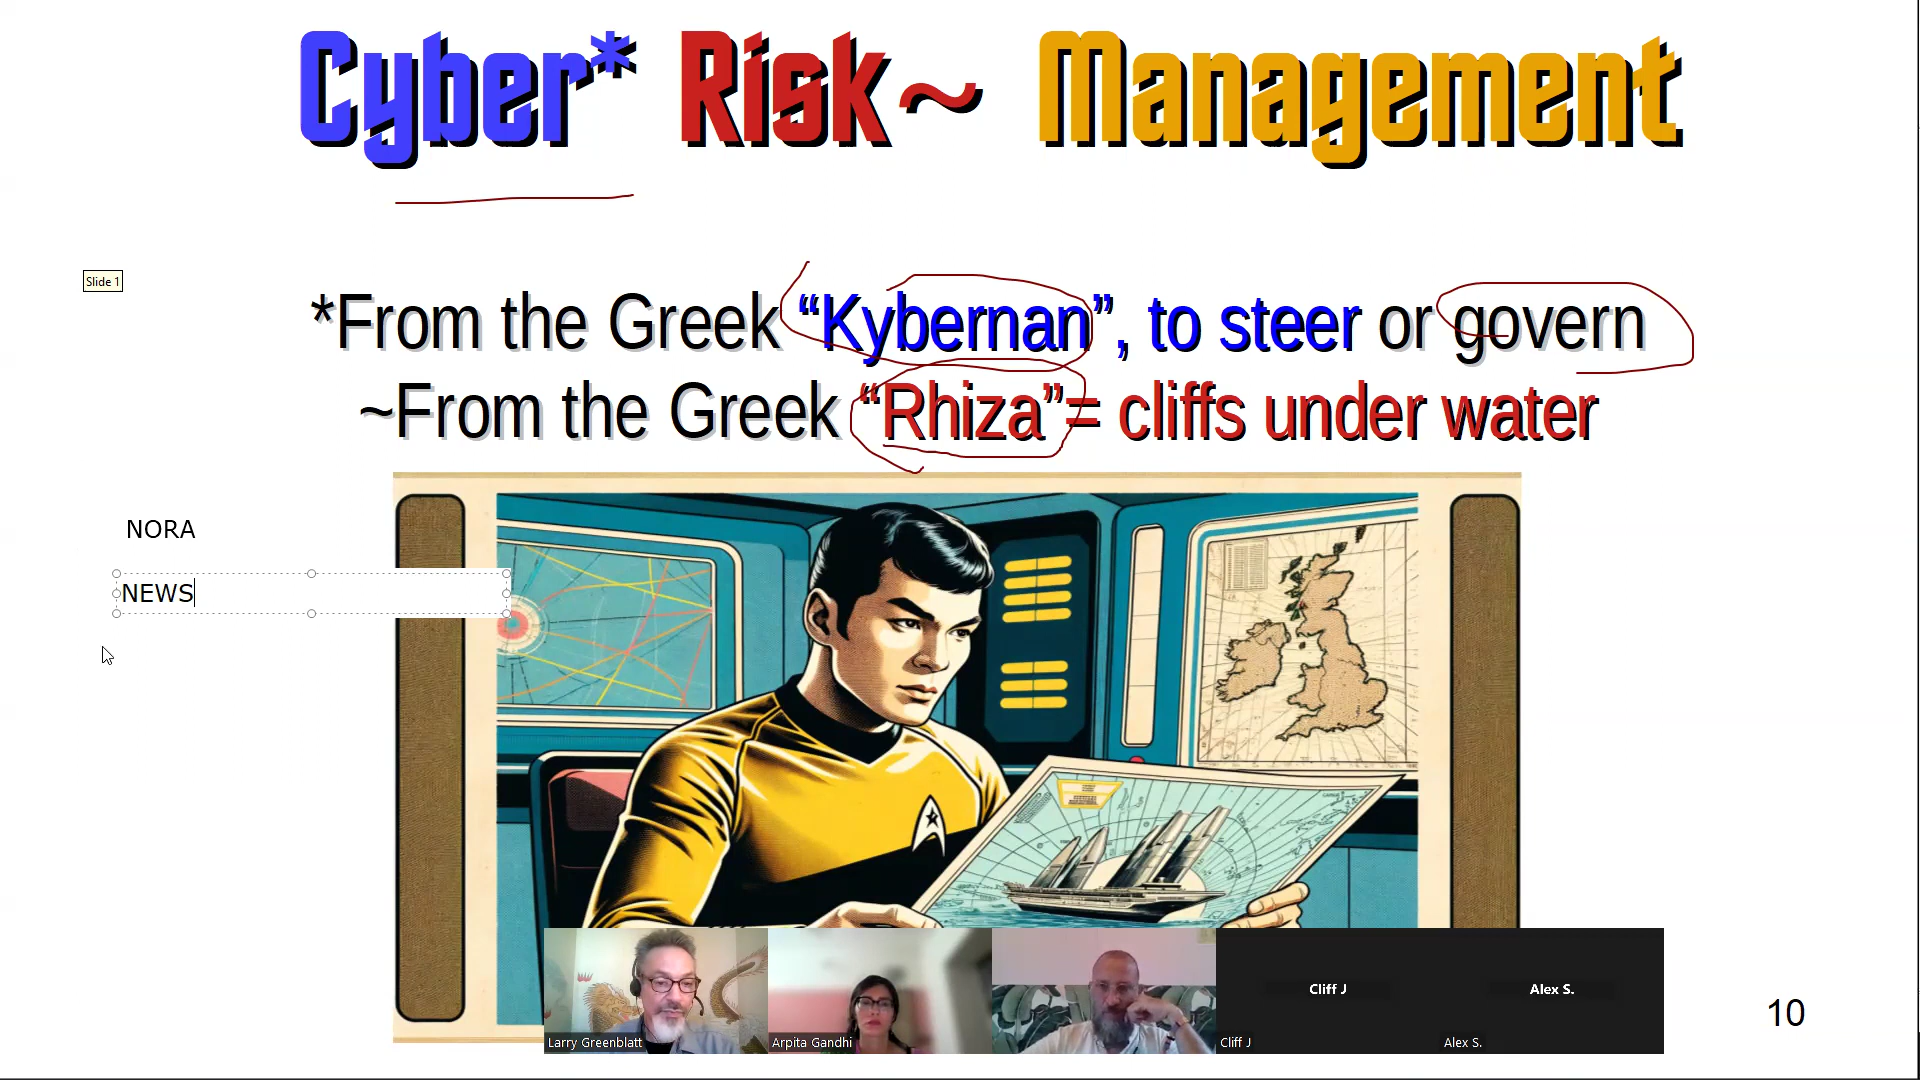 Cyber* Risk~ Management
Slide 1
*From the Greek “Kybernan”, to steer or govern
~From the Greek “Rhiza”= cliffs under water
NORA
NEWS
Cliff J
Alex S.
Larry Greenblatt
Arpita Gandhi
Cliff J
Alex S.
10